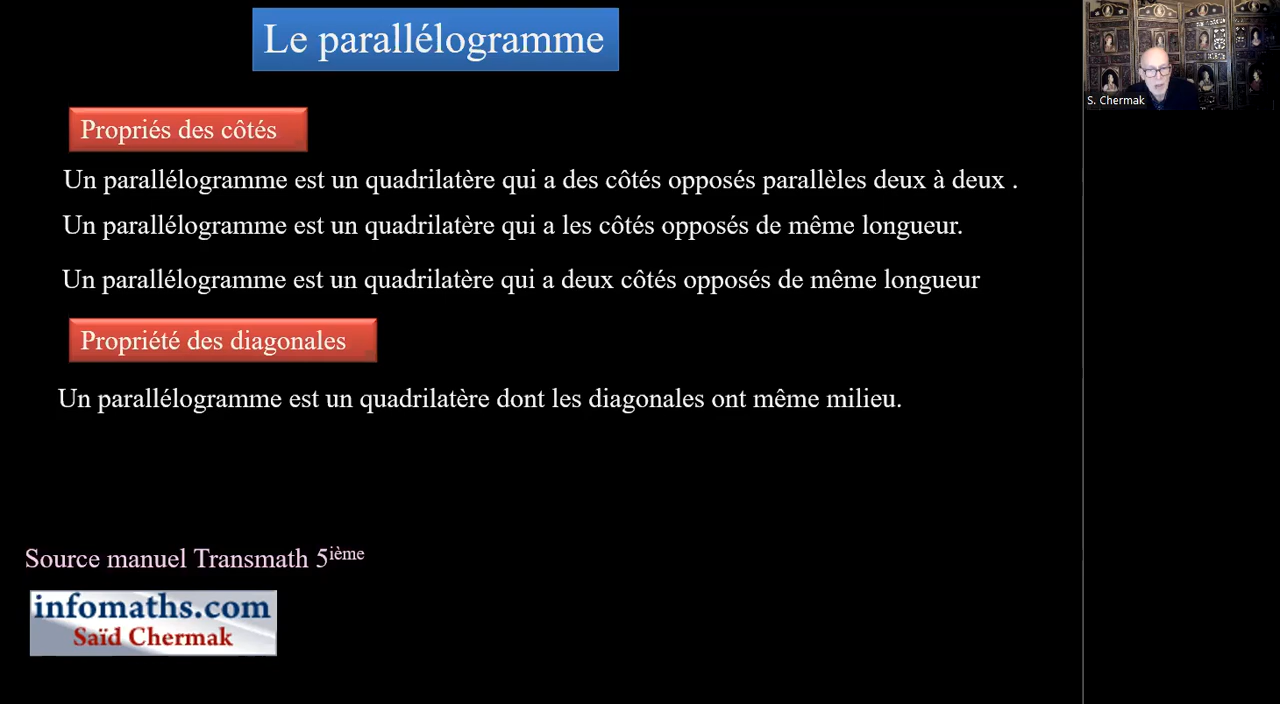 Le parallélogramme
S. Chermak
Propriés des côtés
Un parallélogramme est un quadrilatère qui a des côtés opposés parallèles deux à deux .
Un parallélogramme est un quadrilatère qui a les côtés opposés de même longueur.
Un parallélogramme est un quadrilatère qui a deux côtés opposés de même longueur
Propriété des diagonales
Un parallélogramme est un quadrilatère dont les diagonales ont même milieu.
Source manuel Transmath 5ième
infomaths.com
Saïd Chermak